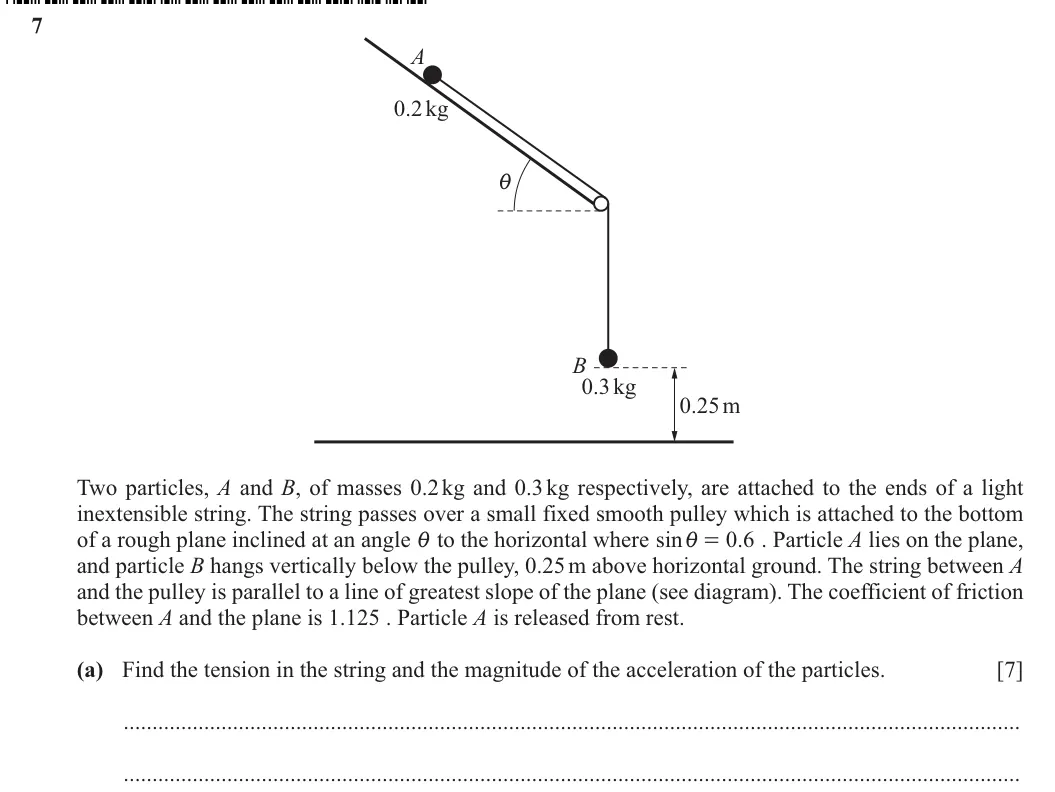 7
A
0.2 kg
θ
B
0.3 kg
0.25 m
Two particles, A and B, of masses 0.2 kg and 0.3 kg respectively, are attached to the ends of a light
inextensible string. The string passes over a small fixed smooth pulley which is attached to the bottom
of a rough plane inclined at an angle θ to the horizontal where sin θ = 0.6 . Particle A lies on the plane,
and particle B hangs vertically below the pulley, 0.25 m above horizontal ground. The string between A
and the pulley is parallel to a line of greatest slope of the plane (see diagram). The coefficient of friction
between A and the plane is 1.125 . Particle A is released from rest.
(a) Find the tension in the string and the magnitude of the acceleration of the particles. [7]